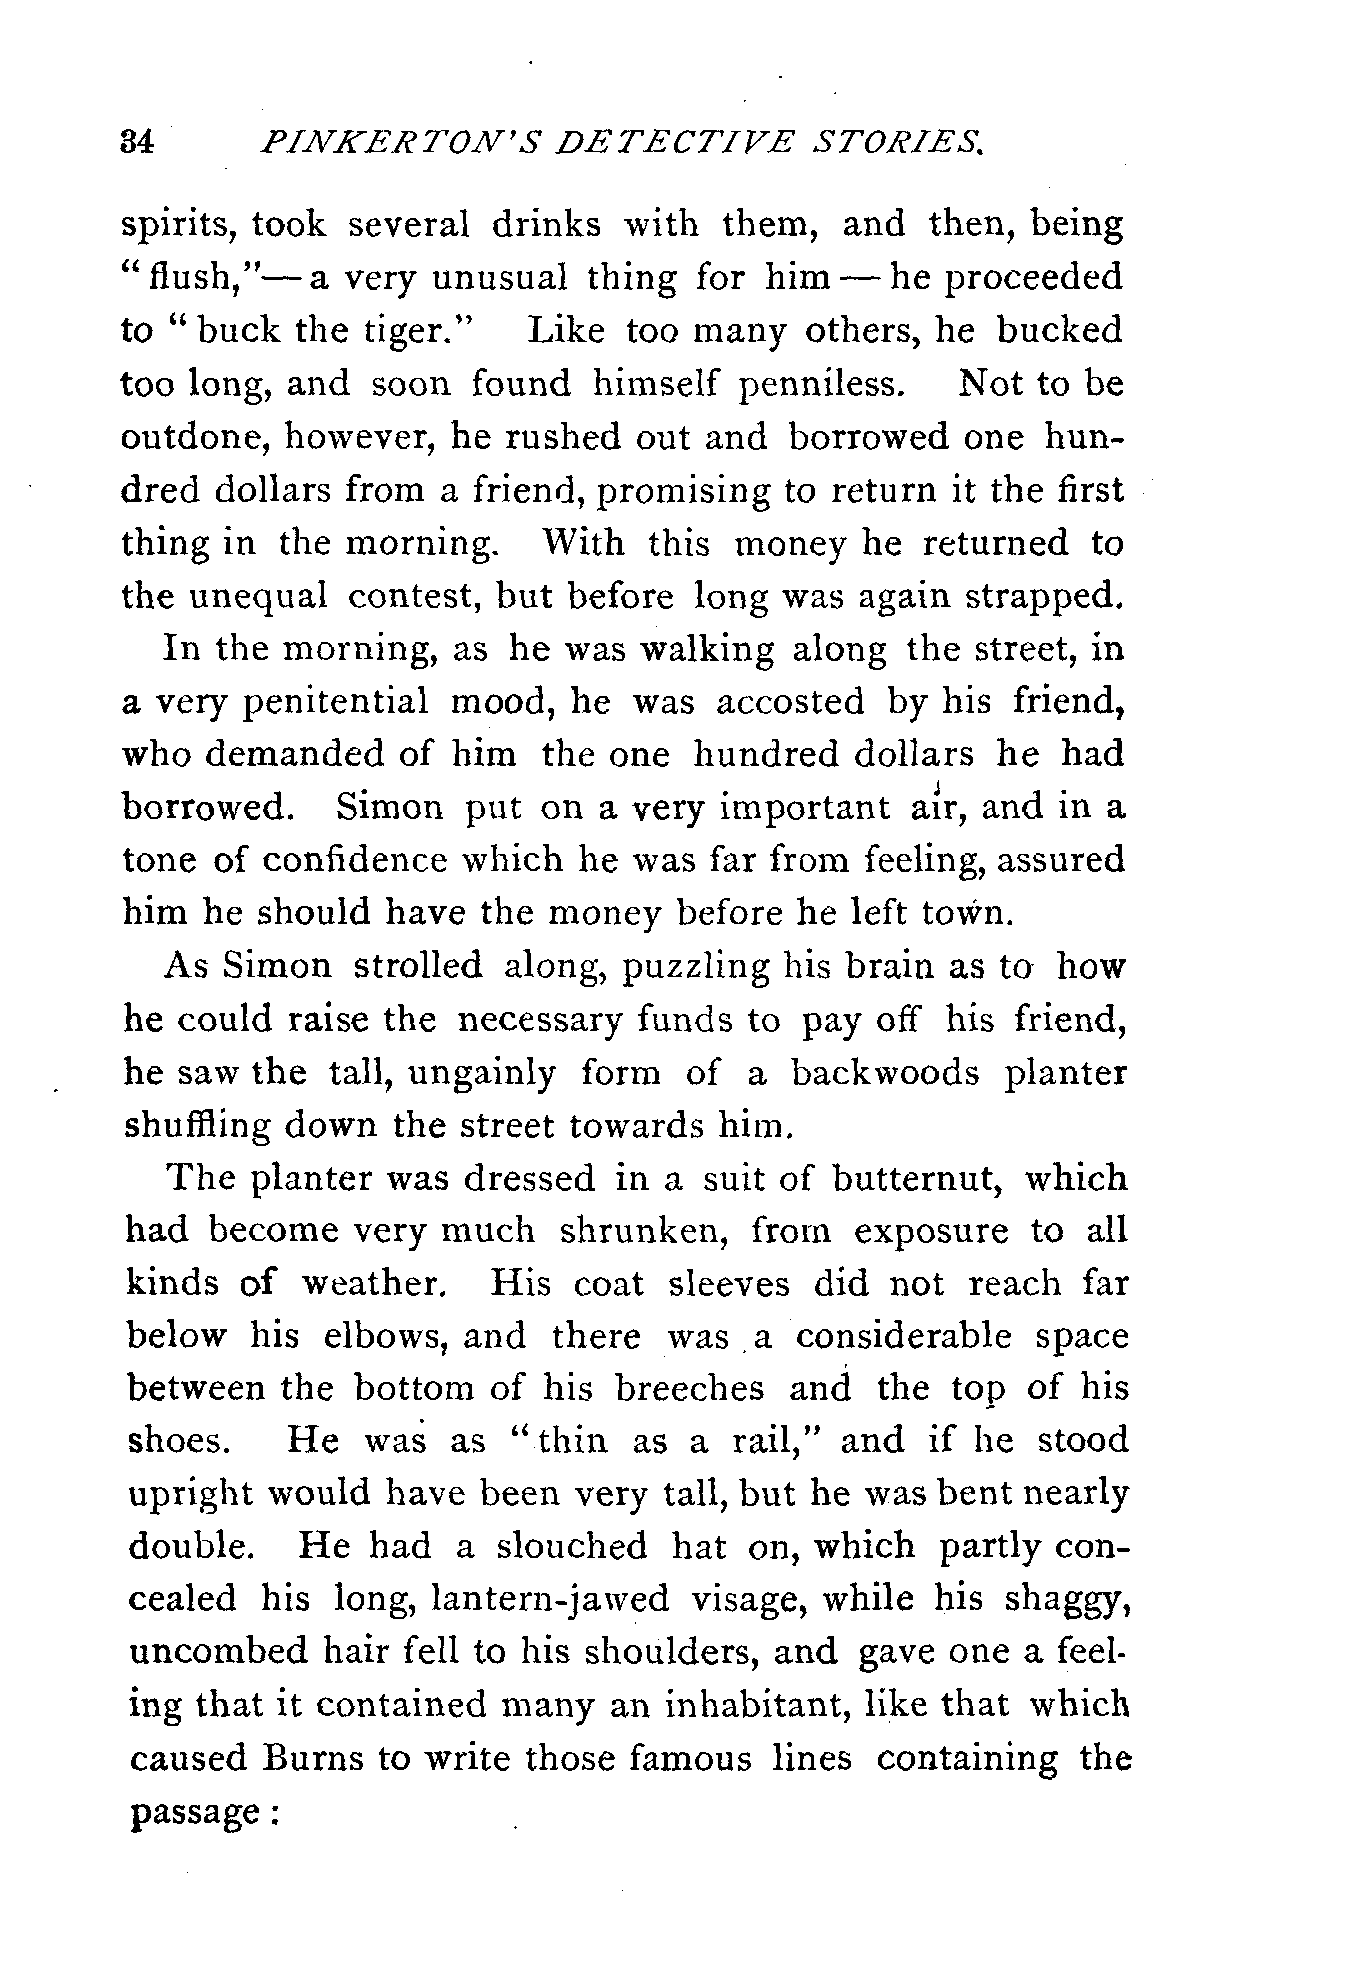 34 PINKERTON'S DETECTIVE STORIES.
spirits, took several drinks with them, and then, being
"flush,"—a very unusual thing for him—he proceeded
to "buck the tiger." Like too many others, he bucked
too long, and soon found himself penniless. Not to be
outdone, however, he rushed out and borrowed one hun-
dred dollars from a friend, promising to return it the first
thing in the morning. With this money he returned to
the unequal contest, but before long was again strapped.
In the morning, as he was walking along the street, in
a very penitential mood, he was accosted by his friend,
who demanded of him the one hundred dollars he had
borrowed. Simon put on a very important air, and in a
tone of confidence which he was far from feeling, assured
him he should have the money before he left town.
As Simon strolled along, puzzling his brain as to how
he could raise the necessary funds to pay off his friend,
he saw the tall, ungainly form of a backwoods planter
shuffling down the street towards him.
The planter was dressed in a suit of butternut, which
had become very much shrunken, from exposure to all
kinds of weather. His coat sleeves did not reach far
below his elbows, and there was a considerable space
between the bottom of his breeches and the top of his
shoes. He was as "thin as a rail," and if he stood
upright would have been very tall, but he was bent nearly
double. He had a slouched hat on, which partly con-
cealed his long, lantern-jawed visage, while his shaggy,
uncombed hair fell to his shoulders, and gave one a feel-
ing that it contained many an inhabitant, like that which
caused Burns to write those famous lines containing the
passage: